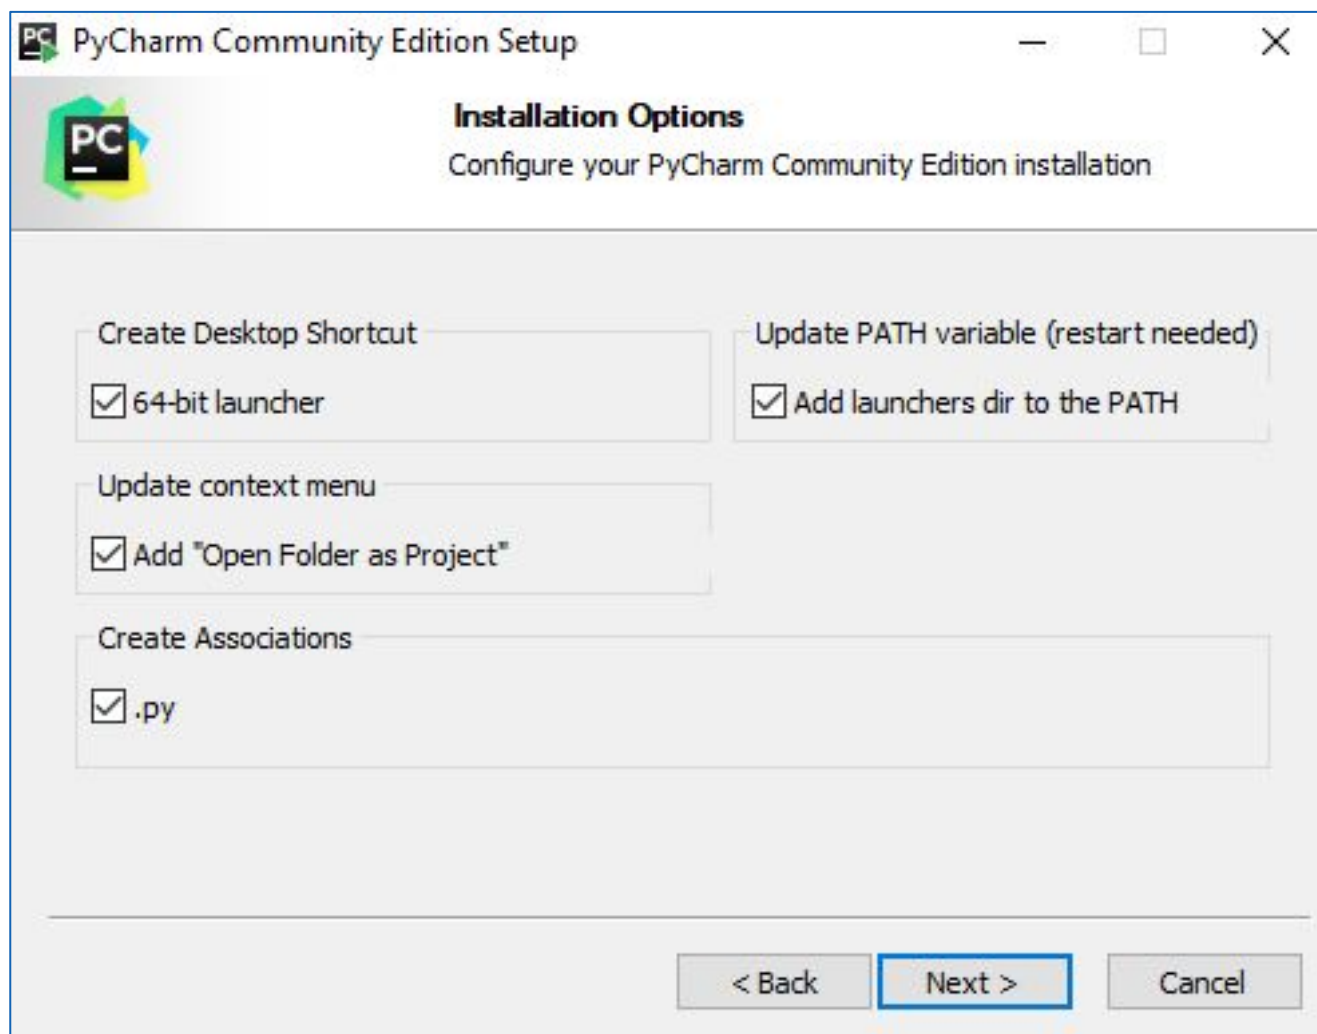 PC PyCharm Community Edition Setup
PC
Installation Options
Configure your PyCharm Community Edition installation
Create Desktop Shortcut
64-bit launcher
Update PATH variable (restart needed)
Add launchers dir to the PATH
Update context menu
Add "Open Folder as Project"
Create Associations
.py
< Back
Next >
Cancel